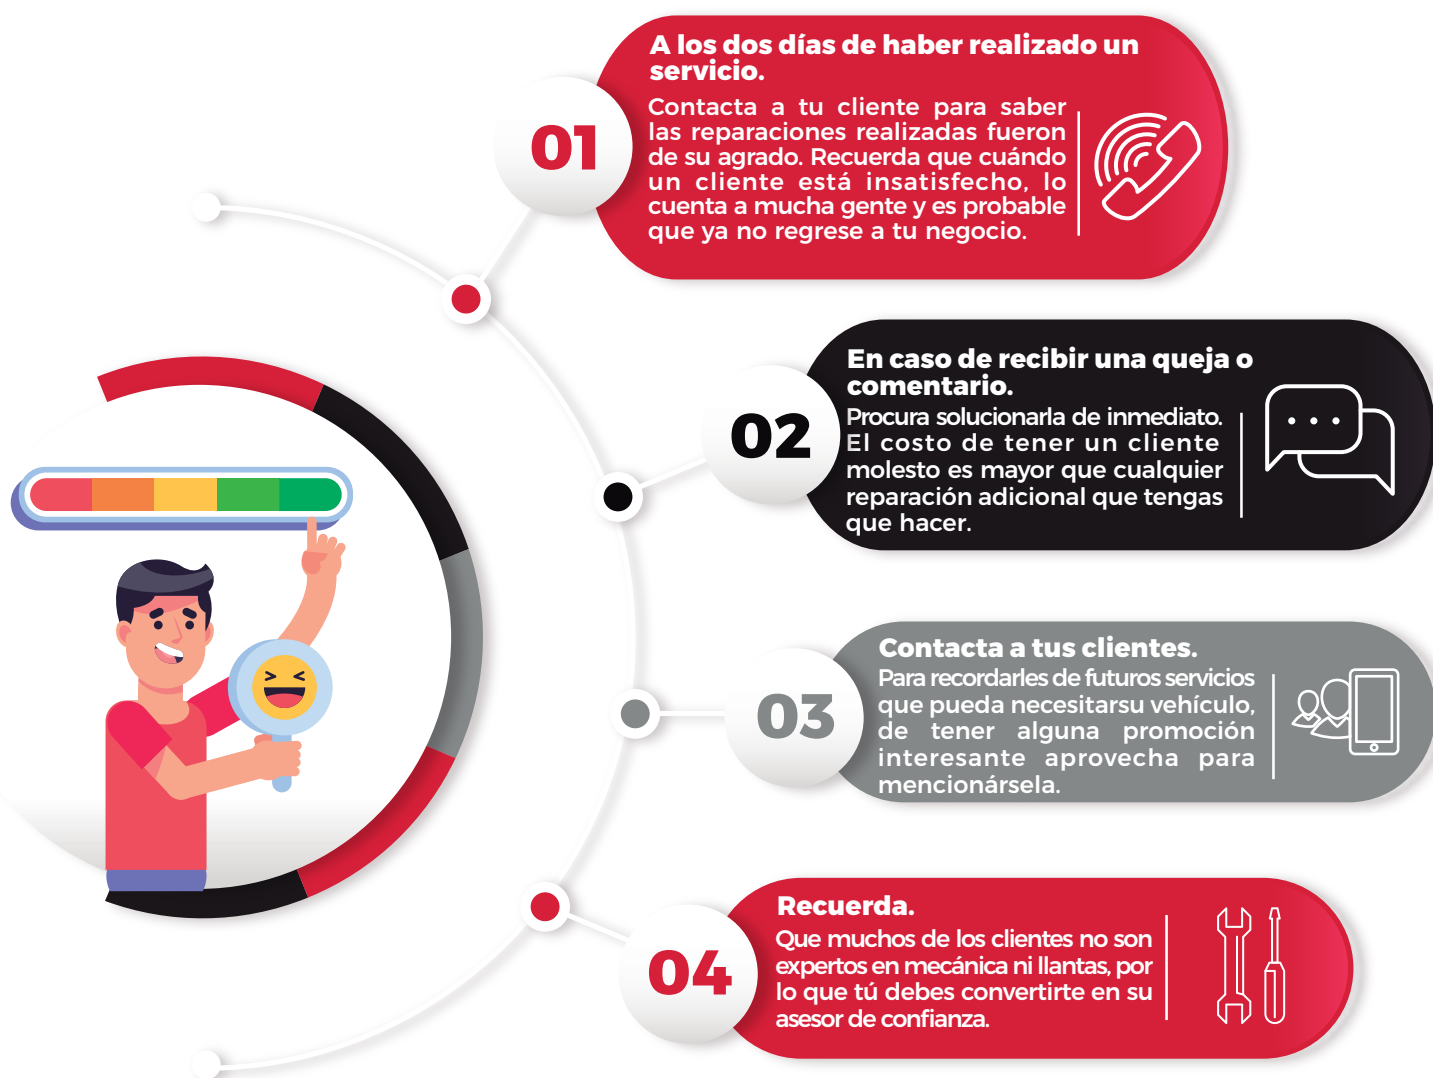 01
A los dos días de haber realizado un
servicio.
Contacta a tu cliente para saber
las reparaciones realizadas fueron
de su agrado. Recuerda que cuándo
un cliente está insatisfecho, lo
cuenta a mucha gente y es probable
que ya no regrese a tu negocio.
02
En caso de recibir una queja o
comentario.
Procura solucionarla de inmediato.
El costo de tener un cliente
molesto es mayor que cualquier
reparación adicional que tengas
que hacer.
03
Contacta a tus clientes.
Para recordarles de futuros servicios
que pueda necesitarsu vehículo,
de tener alguna promoción
interesante aprovecha para
mencionársela.
04
Recuerda.
Que muchos de los clientes no son
expertos en mecánica ni llantas, por
lo que tú debes convertirte en su
asesor de confianza.